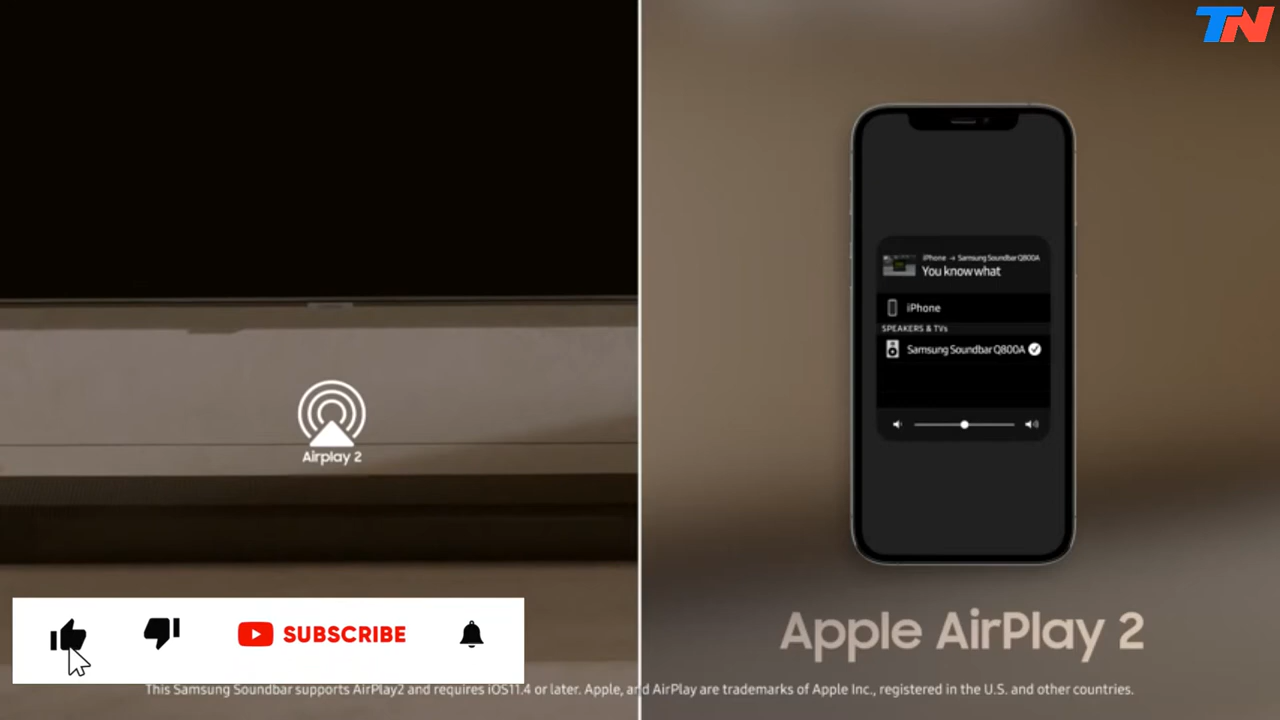 TN
iPhone → Samsung Soundbar Q800A
You know what
iPhone
SPEAKERS & TVs
Samsung Soundbar Q800A
Airplay 2
Apple AirPlay 2
SUBSCRIBE
This Samsung Soundbar supports AirPlay2 and requires iOS11.4 or later. Apple, and AirPlay are trademarks of Apple Inc., registered in the U.S. and other countries.